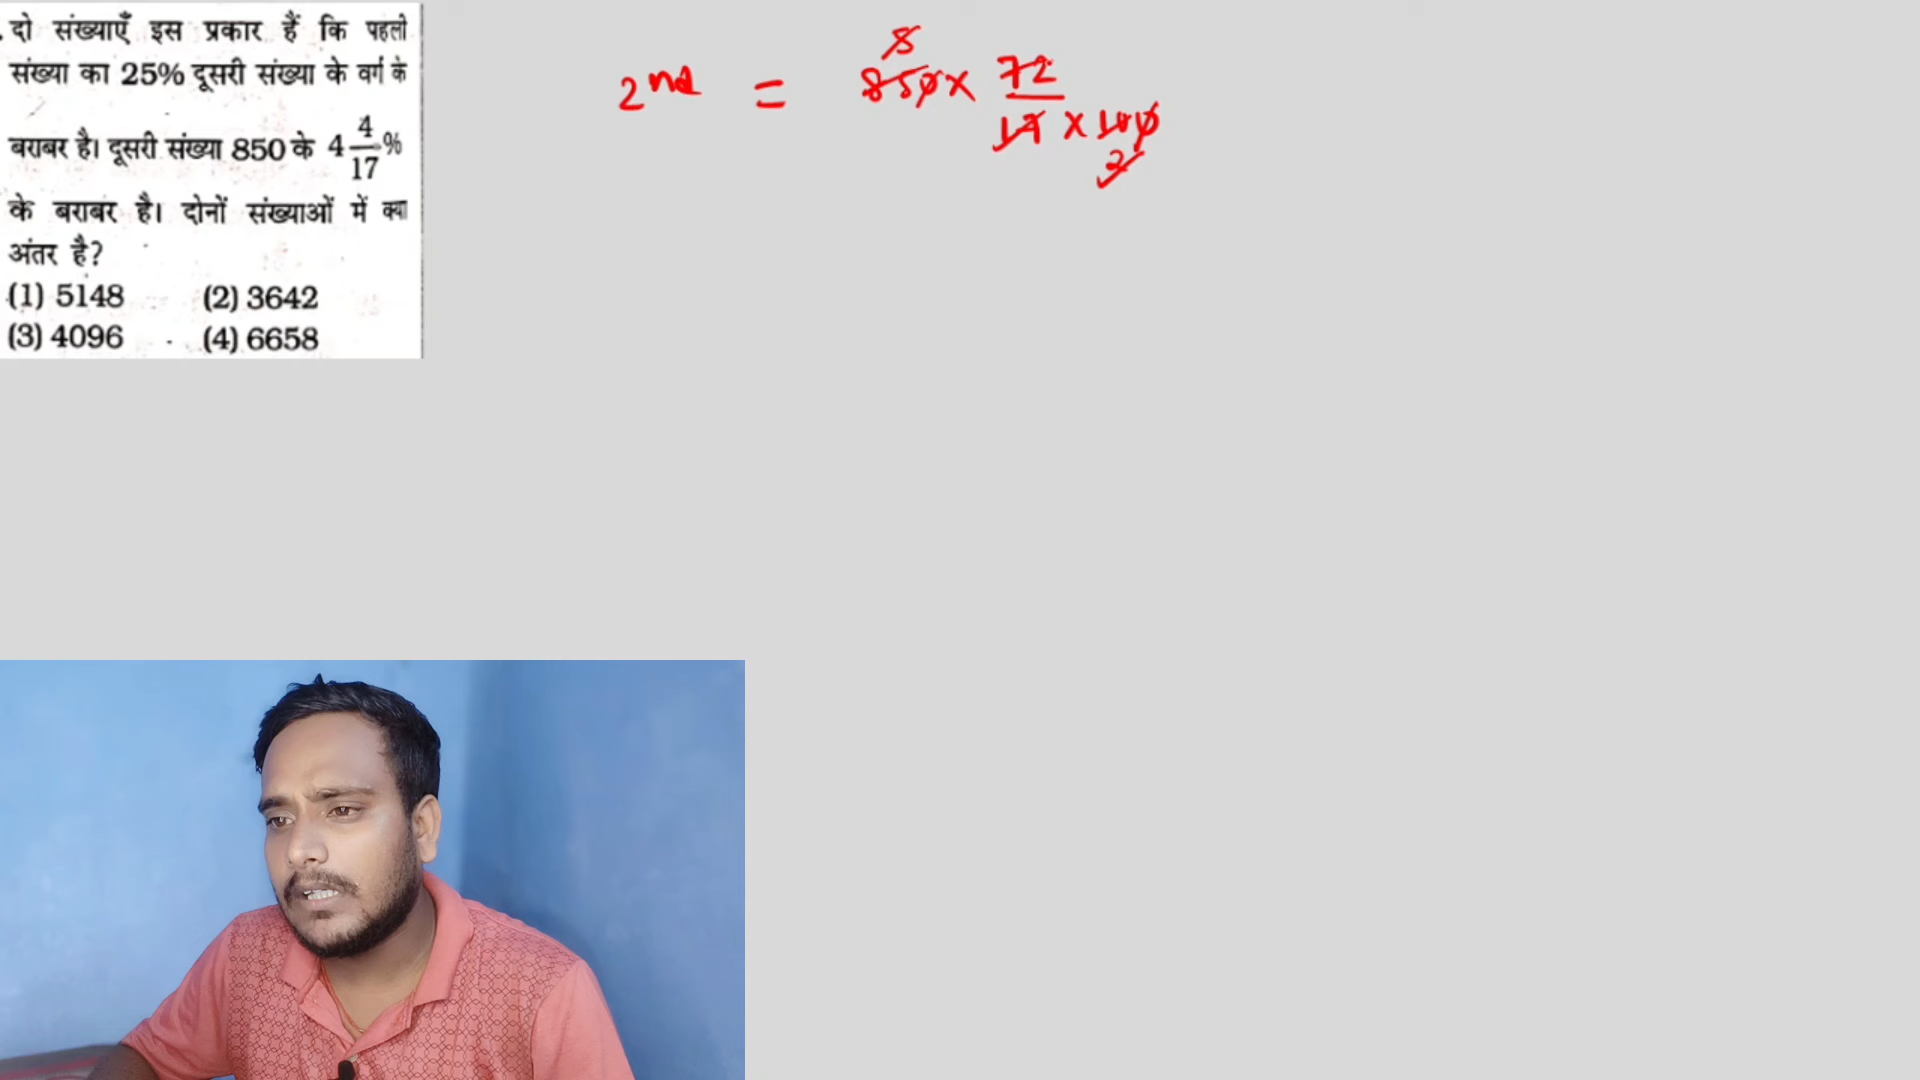 .दो संख्याएँ इस प्रकार हैं कि पहली
संख्या का 25% दूसरी संख्या के वर्ग के
बराबर है। दूसरी संख्या 850 के 4 4/17 %
के बराबर है। दोनों संख्याओं में क्या
अंतर है?
(1) 5148 (2) 3642
(3) 4096 (4) 6658
5
2nd = 850 × 72
17 × 100
2